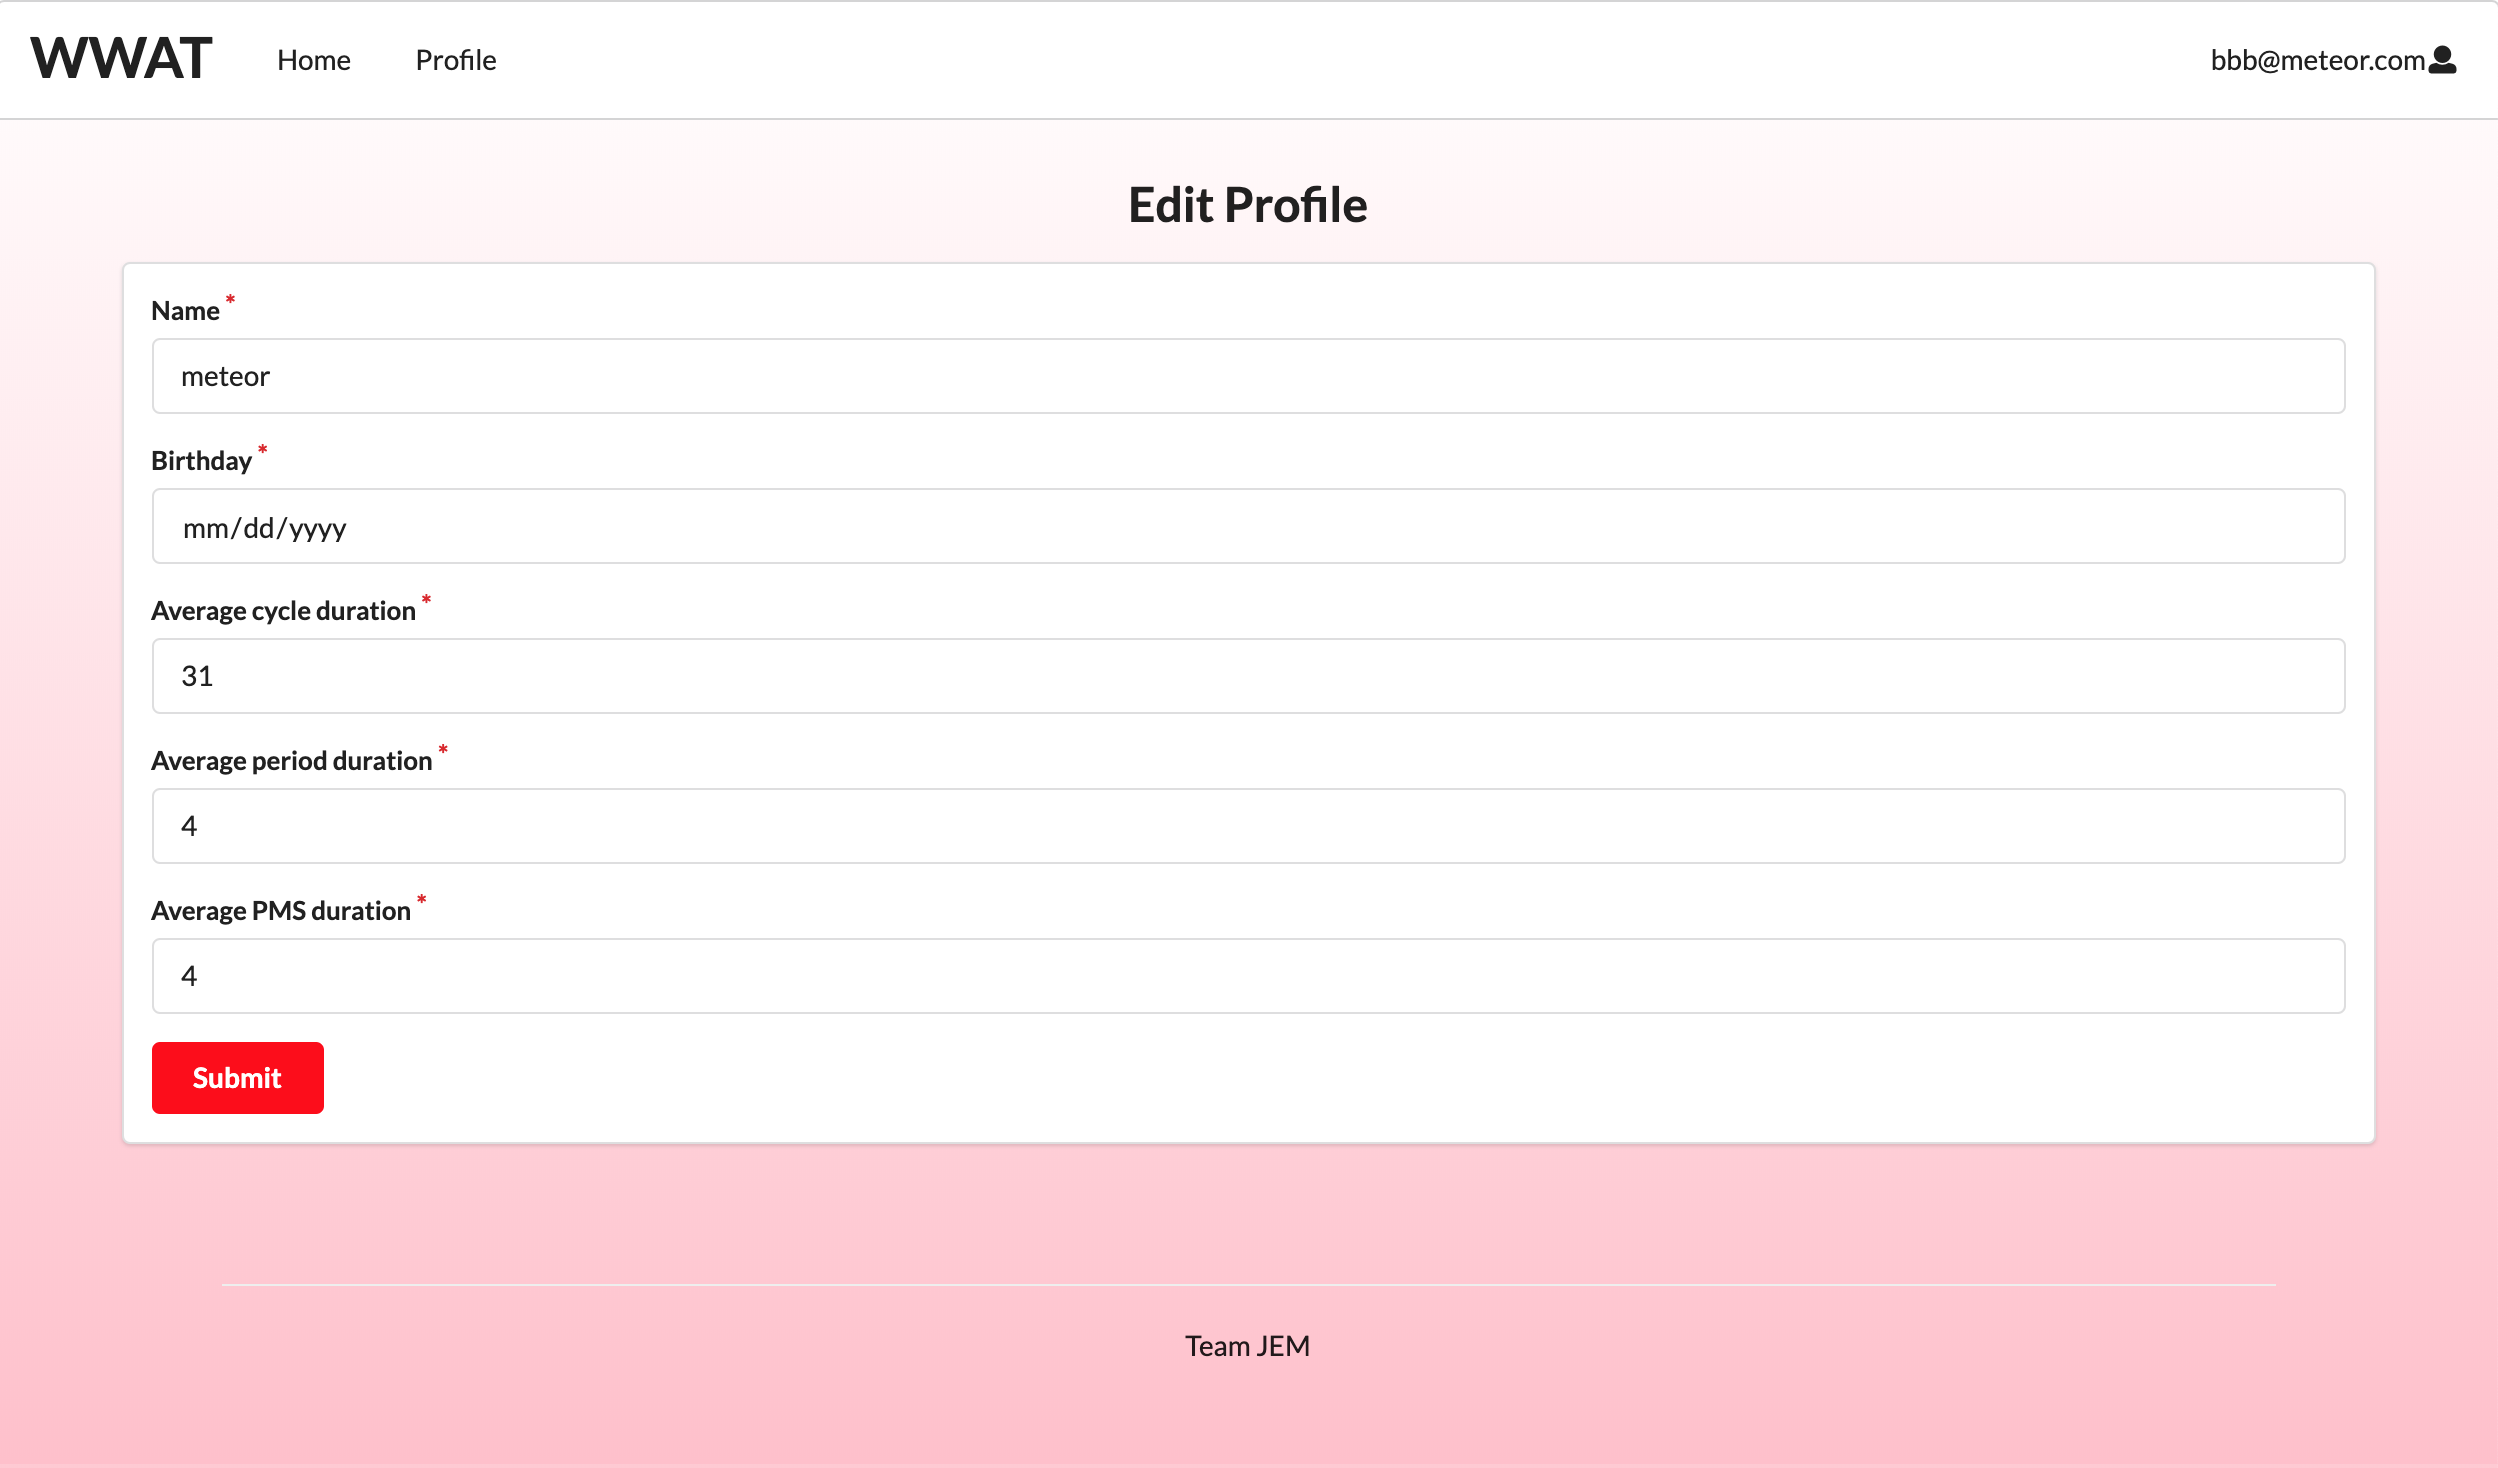 WWAT Home Profile bbb@meteor.com
Edit Profile
Name *
meteor
Birthday *
mm/dd/yyyy
Average cycle duration *
31
Average period duration *
4
Average PMS duration *
4
Submit
Team JEM